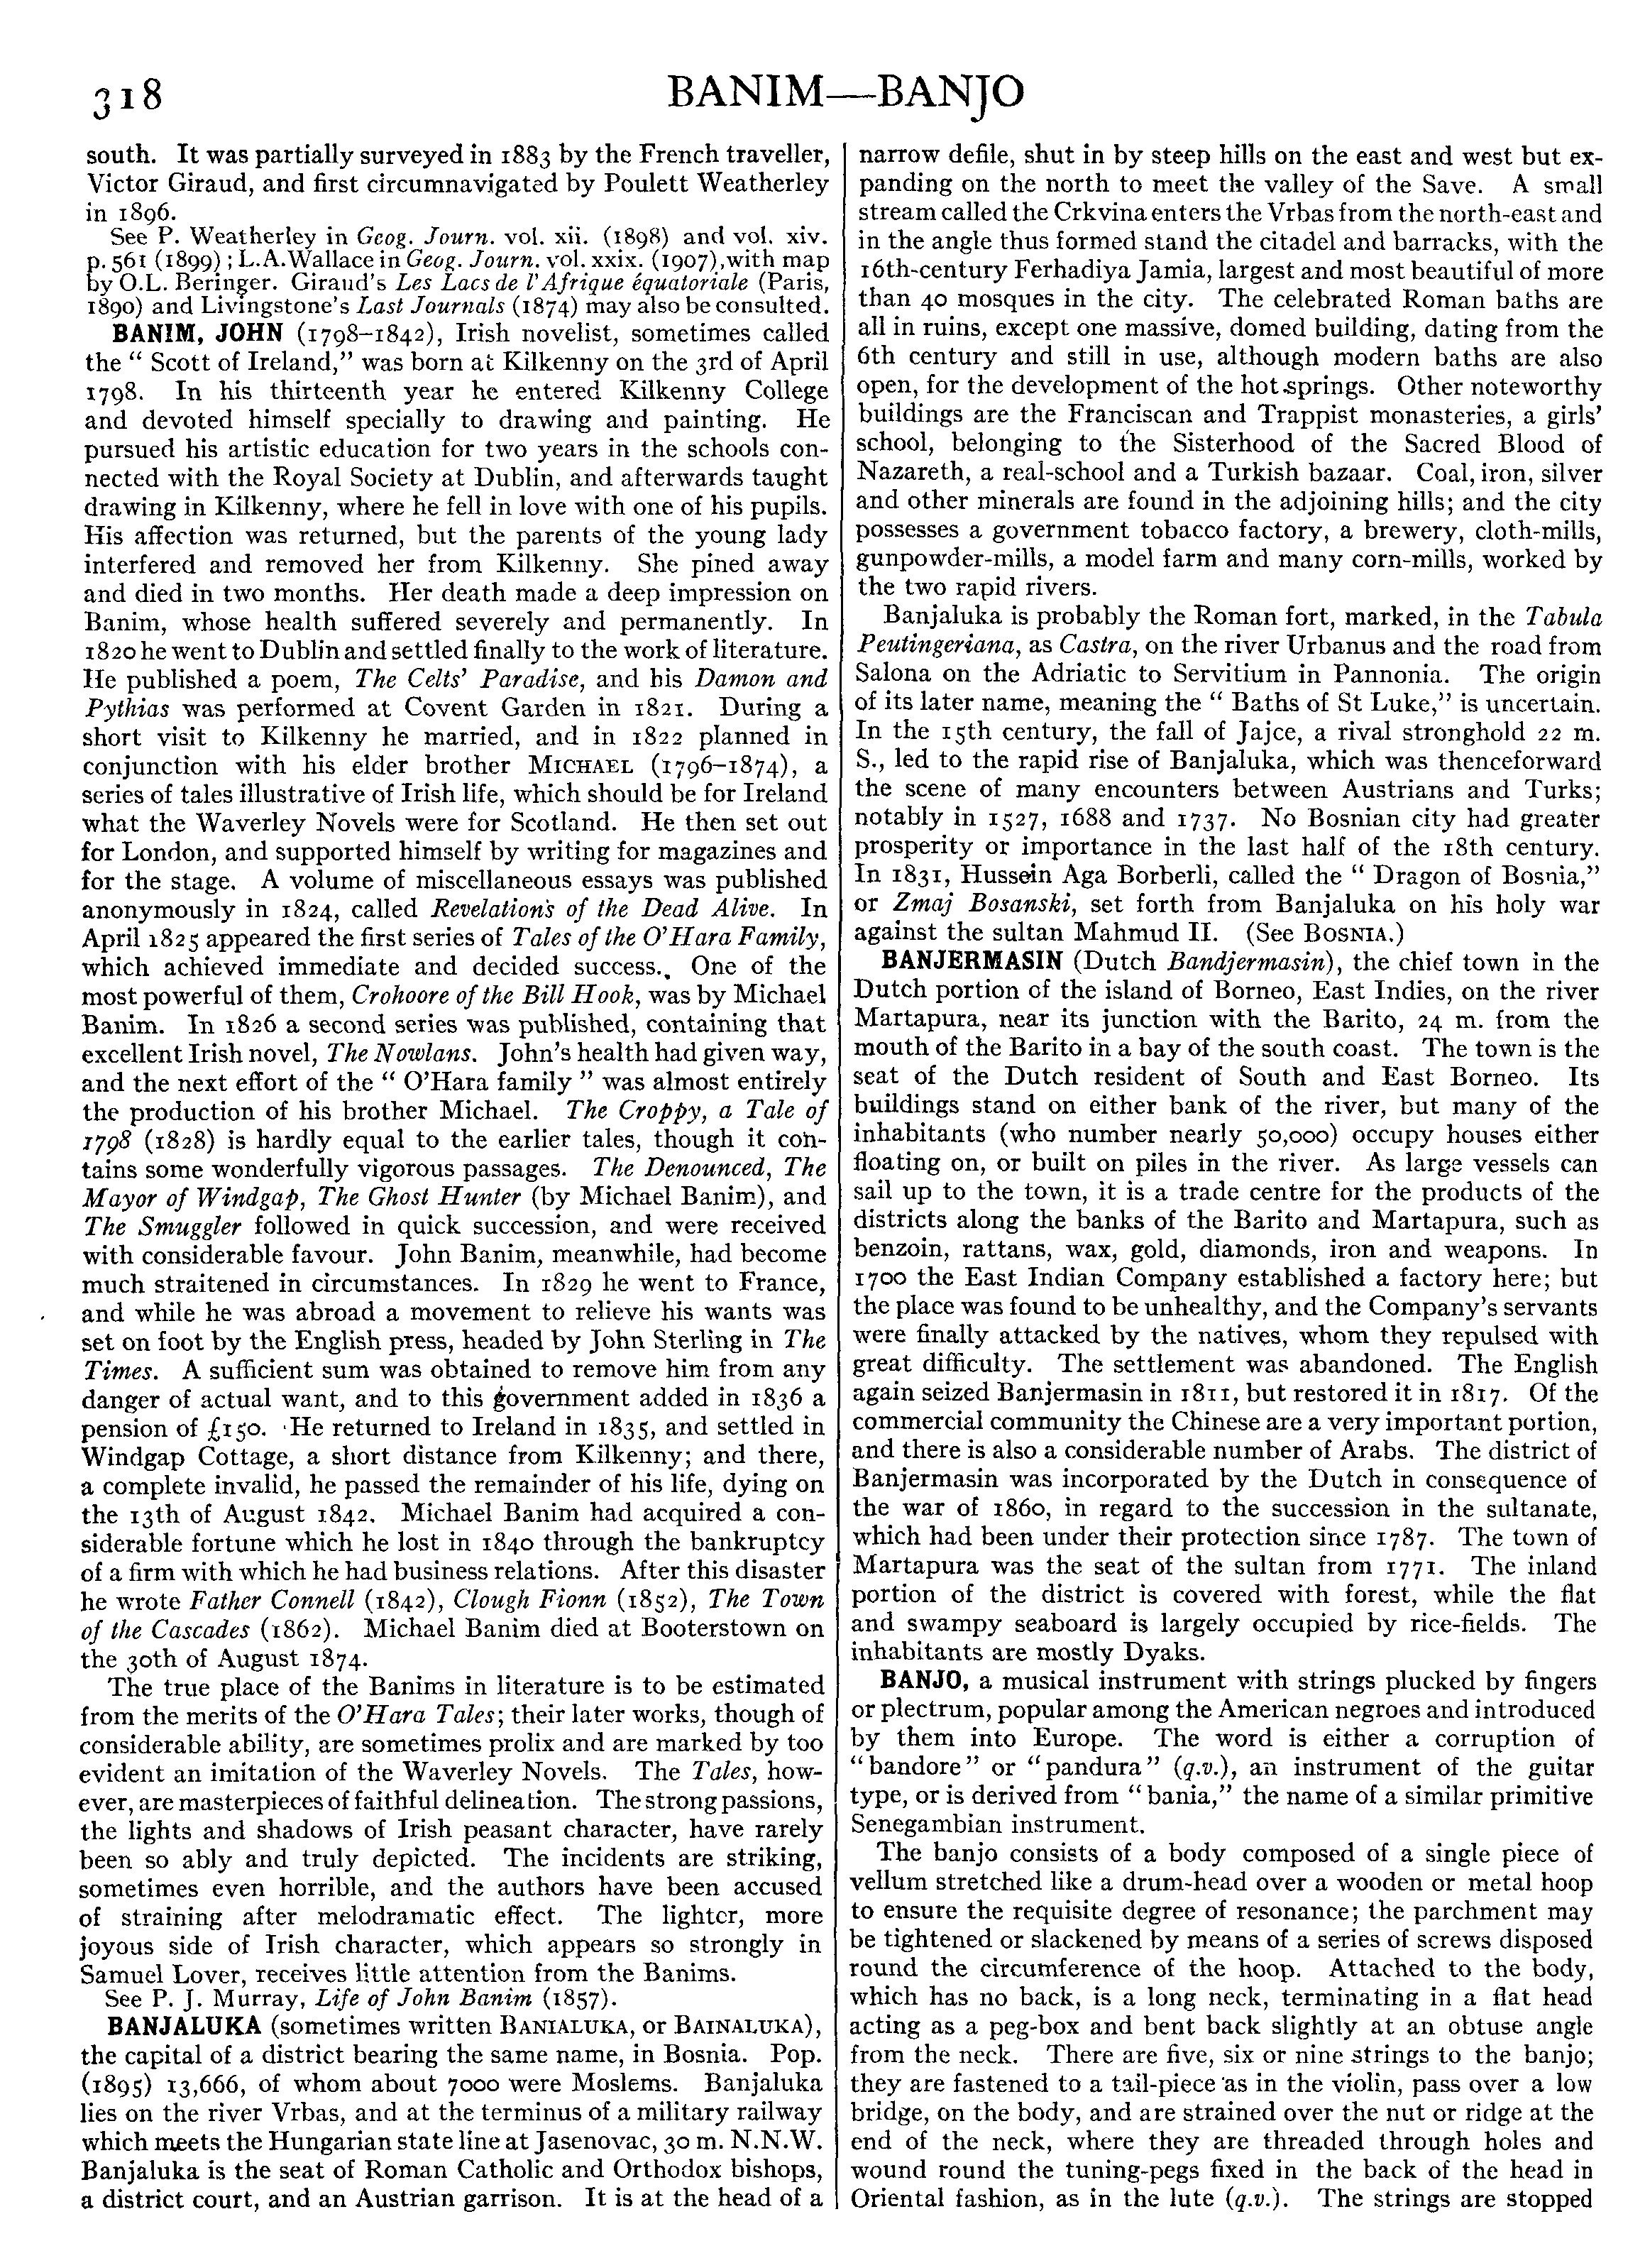 318
BANIM—BANJO
south. It was partially surveyed in 1883 by the French traveller,
Victor Giraud, and first circumnavigated by Poulett Weatherley
in 1896.
See P. Weatherley in Geog. Journ. vol. xii. (1898) and vol. xiv.
p. 561 (1899); L.A.Wallace in Geog. Journ. vol. xxix. (1907),with map
by O.L. Beringer. Giraud's Les Lacs de l'Afrique équatoriale (Paris,
1890) and Livingstone's Last Journals (1874) may also be consulted.
BANIM, JOHN (1798–1842), Irish novelist, sometimes called
the “ Scott of Ireland,” was born at Kilkenny on the 3rd of April
1798. In his thirteenth year he entered Kilkenny College
and devoted himself specially to drawing and painting. He
pursued his artistic education for two years in the schools con-
nected with the Royal Society at Dublin, and afterwards taught
drawing in Kilkenny, where he fell in love with one of his pupils.
His affection was returned, but the parents of the young lady
interfered and removed her from Kilkenny. She pined away
and died in two months. Her death made a deep impression on
Banim, whose health suffered severely and permanently. In
1820 he went to Dublin and settled finally to the work of literature.
He published a poem, The Celts' Paradise, and his Damon and
Pythias was performed at Covent Garden in 1821. During a
short visit to Kilkenny he married, and in 1822 planned in
conjunction with his elder brother MICHAEL (1796–1874), a
series of tales illustrative of Irish life, which should be for Ireland
what the Waverley Novels were for Scotland. He then set out
for London, and supported himself by writing for magazines and
for the stage. A volume of miscellaneous essays was published
anonymously in 1824, called Revelations of the Dead Alive. In
April 1825 appeared the first series of Tales of the O'Hara Family,
which achieved immediate and decided success. One of the
most powerful of them, Crohoore of the Bill Hook, was by Michael
Banim. In 1826 a second series was published, containing that
excellent Irish novel, The Nowlans. John's health had given way,
and the next effort of the “ O'Hara family ” was almost entirely
the production of his brother Michael. The Croppy, a Tale of
1798 (1828) is hardly equal to the earlier tales, though it con-
tains some wonderfully vigorous passages. The Denounced, The
Mayor of Windgap, The Ghost Hunter (by Michael Banim), and
The Smuggler followed in quick succession, and were received
with considerable favour. John Banim, meanwhile, had become
much straitened in circumstances. In 1829 he went to France,
and while he was abroad a movement to relieve his wants was
set on foot by the English press, headed by John Sterling in The
Times. A sufficient sum was obtained to remove him from any
danger of actual want, and to this government added in 1836 a
pension of £150. He returned to Ireland in 1835, and settled in
Windgap Cottage, a short distance from Kilkenny; and there,
a complete invalid, he passed the remainder of his life, dying on
the 13th of August 1842. Michael Banim had acquired a con-
siderable fortune which he lost in 1840 through the bankruptcy
of a firm with which he had business relations. After this disaster
he wrote Father Connell (1842), Clough Fionn (1852), The Town
of the Cascades (1862). Michael Banim died at Booterstown on
the 30th of August 1874.
The true place of the Banims in literature is to be estimated
from the merits of the O'Hara Tales; their later works, though of
considerable ability, are sometimes prolix and are marked by too
evident an imitation of the Waverley Novels. The Tales, how-
ever, are masterpieces of faithful delineation. The strong passions,
the lights and shadows of Irish peasant character, have rarely
been so ably and truly depicted. The incidents are striking,
sometimes even horrible, and the authors have been accused
of straining after melodramatic effect. The lighter, more
joyous side of Irish character, which appears so strongly in
Samuel Lover, receives little attention from the Banims.
See P. J. Murray, Life of John Banim (1857).
BANJALUKA (sometimes written BANIALUKA, or BAINALUKA),
the capital of a district bearing the same name, in Bosnia. Pop.
(1895) 13,666, of whom about 7000 were Moslems. Banjaluka
lies on the river Vrbas, and at the terminus of a military railway
which meets the Hungarian state line at Jasenovac, 30 m. N.N.W.
Banjaluka is the seat of Roman Catholic and Orthodox bishops,
a district court, and an Austrian garrison. It is at the head of a
narrow defile, shut in by steep hills on the east and west but ex-
panding on the north to meet the valley of the Save. A small
stream called the Crkvina enters the Vrbas from the north-east and
in the angle thus formed stand the citadel and barracks, with the
16th-century Ferhadiya Jamia, largest and most beautiful of more
than 40 mosques in the city. The celebrated Roman baths are
all in ruins, except one massive, domed building, dating from the
6th century and still in use, although modern baths are also
open, for the development of the hot springs. Other noteworthy
buildings are the Franciscan and Trappist monasteries, a girls'
school, belonging to the Sisterhood of the Sacred Blood of
Nazareth, a real-school and a Turkish bazaar. Coal, iron, silver
and other minerals are found in the adjoining hills; and the city
possesses a government tobacco factory, a brewery, cloth-mills,
gunpowder-mills, a model farm and many corn-mills, worked by
the two rapid rivers.
Banjaluka is probably the Roman fort, marked, in the Tabula
Peutingeriana, as Castra, on the river Urbanus and the road from
Salona on the Adriatic to Servitium in Pannonia. The origin
of its later name, meaning the “ Baths of St Luke,” is uncertain.
In the 15th century, the fall of Jajce, a rival stronghold 22 m.
S., led to the rapid rise of Banjaluka, which was thenceforward
the scene of many encounters between Austrians and Turks;
notably in 1527, 1688 and 1737. No Bosnian city had greater
prosperity or importance in the last half of the 18th century.
In 1831, Hussein Aga Borberli, called the “ Dragon of Bosnia,”
or Zmaj Bosanski, set forth from Banjaluka on his holy war
against the sultan Mahmud II. (See BOSNIA.)
BANJERMASIN (Dutch Bandjermasin), the chief town in the
Dutch portion of the island of Borneo, East Indies, on the river
Martapura, near its junction with the Barito, 24 m. from the
mouth of the Barito in a bay of the south coast. The town is the
seat of the Dutch resident of South and East Borneo. Its
buildings stand on either bank of the river, but many of the
inhabitants (who number nearly 50,000) occupy houses either
floating on, or built on piles in the river. As large vessels can
sail up to the town, it is a trade centre for the products of the
districts along the banks of the Barito and Martapura, such as
benzoin, rattans, wax, gold, diamonds, iron and weapons. In
1700 the East Indian Company established a factory here; but
the place was found to be unhealthy, and the Company's servants
were finally attacked by the natives, whom they repulsed with
great difficulty. The settlement was abandoned. The English
again seized Banjermasin in 1811, but restored it in 1817. Of the
commercial community the Chinese are a very important portion,
and there is also a considerable number of Arabs. The district of
Banjermasin was incorporated by the Dutch in consequence of
the war of 1860, in regard to the succession in the sultanate,
which had been under their protection since 1787. The town of
Martapura was the seat of the sultan from 1771. The inland
portion of the district is covered with forest, while the flat
and swampy seaboard is largely occupied by rice-fields. The
inhabitants are mostly Dyaks.
BANJO, a musical instrument with strings plucked by fingers
or plectrum, popular among the American negroes and introduced
by them into Europe. The word is either a corruption of
“bandore” or “pandura” (q.v.), an instrument of the guitar
type, or is derived from “bania,” the name of a similar primitive
Senegambian instrument.
The banjo consists of a body composed of a single piece of
vellum stretched like a drum-head over a wooden or metal hoop
to ensure the requisite degree of resonance; the parchment may
be tightened or slackened by means of a series of screws disposed
round the circumference of the hoop. Attached to the body,
which has no back, is a long neck, terminating in a flat head
acting as a peg-box and bent back slightly at an obtuse angle
from the neck. There are five, six or nine strings to the banjo;
they are fastened to a tail-piece as in the violin, pass over a low
bridge, on the body, and are strained over the nut or ridge at the
end of the neck, where they are threaded through holes and
wound round the tuning-pegs fixed in the back of the head in
Oriental fashion, as in the lute (q.v.). The strings are stopped